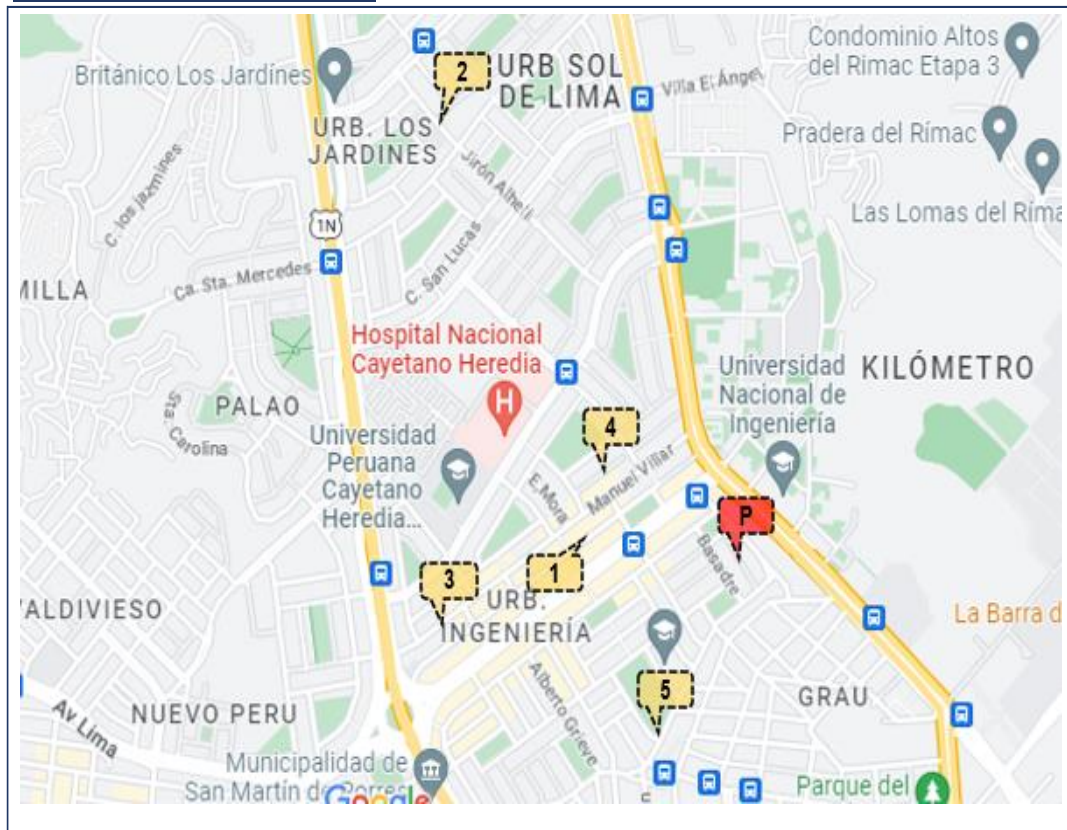 Condominio Altos
del Rimac Etapa 3
Británico Los Jardínes
2
URB SOL
DE LIMA
Villa El Ángel
URB. LOS
JARDINES
Pradera del Rímac
Jirón Alheli
C. los jazmines
Las Lomas del Ríma
1N
C. San Lucas
Ca. Sta. Mercedes
MILLA
Hospital Nacional
Cayetano Heredia
H
Universidad
Nacional de
Ingeniería
KILÓMETRO
PALAO
Sta. Carolina
4
Universidad
Peruana
Cayetano
Heredia...
E. Mora
Manuel Villar
P
Basadre
3
1
URB.
INGENIERÍA
ALDIVIESO
La Barra d
5
Alberto Grieve
GRAU
NUEVO PERU
Av Lima
Municipalidad de
San Martín de Porres
Google
Parque del